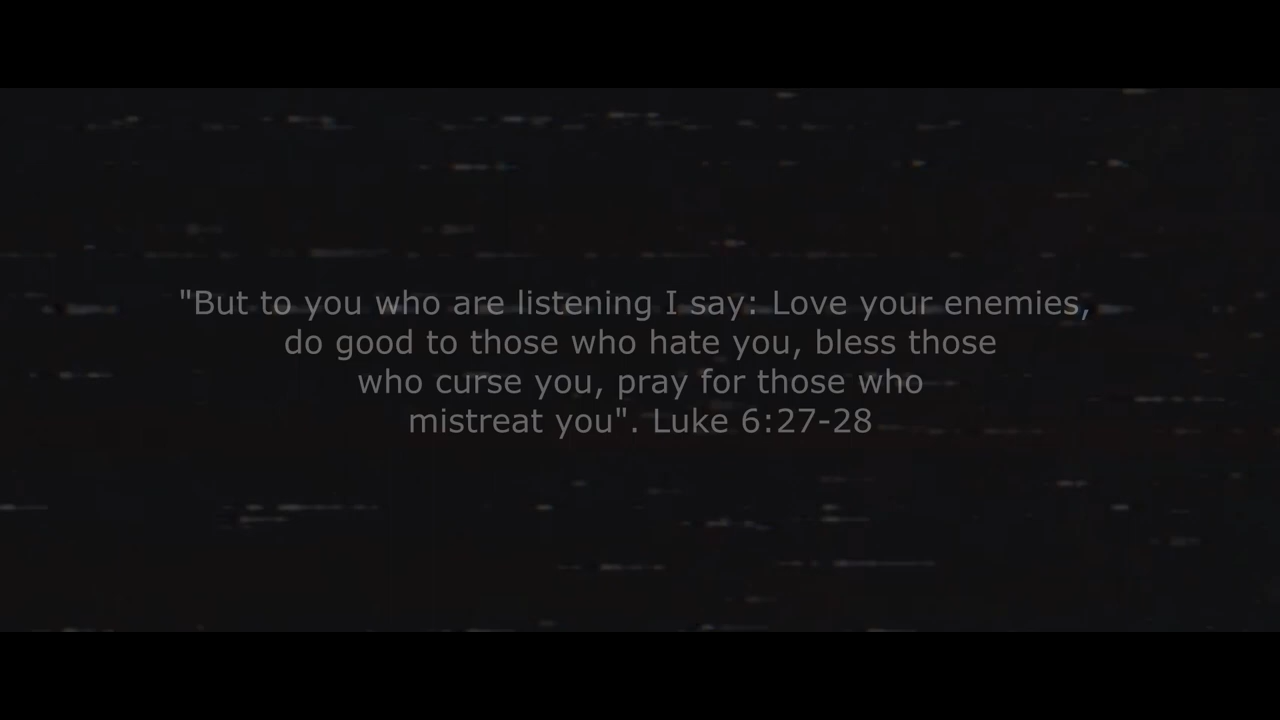 "But to you who are listening I say: Love your enemies,
do good to those who hate you, bless those
who curse you, pray for those who
mistreat you". Luke 6:27-28